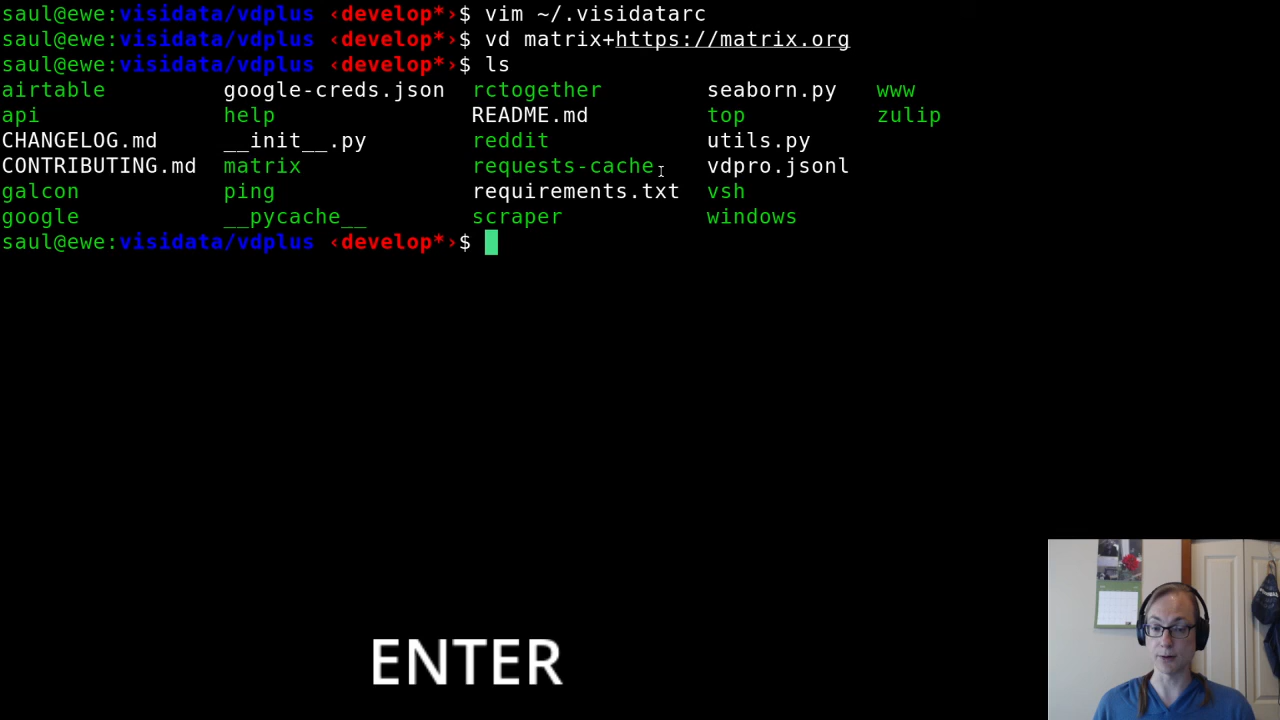 saul@ewe:visidata/vdplus ‹develop*›$ vim ~/.visidatarc
saul@ewe:visidata/vdplus ‹develop*›$ vd matrix+https://matrix.org
saul@ewe:visidata/vdplus ‹develop*›$ ls
airtable google-creds.json rctogether seaborn.py www
api help README.md top zulip
CHANGELOG.md __init__.py reddit utils.py
CONTRIBUTING.md matrix requests-cache vdpro.jsonl
galcon ping requirements.txt vsh
google __pycache__ scraper windows
saul@ewe:visidata/vdplus ‹develop*›$
ENTER